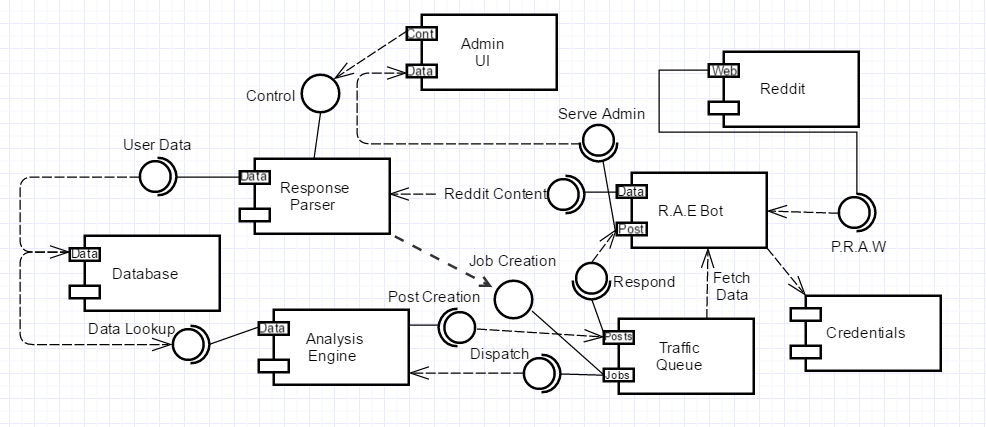 Cont
Admin
UI
Data
Web
Reddit
Control
Serve Admin
User Data
Data
Response
Parser
Reddit Content
Data
R.A.E Bot
Post
P.R.A.W
Data
Database
Job Creation
Respond
Fetch
Data
Post Creation
Data Lookup
Data
Analysis
Engine
Posts
Traffic
Queue
Credentials
Dispatch
Jobs